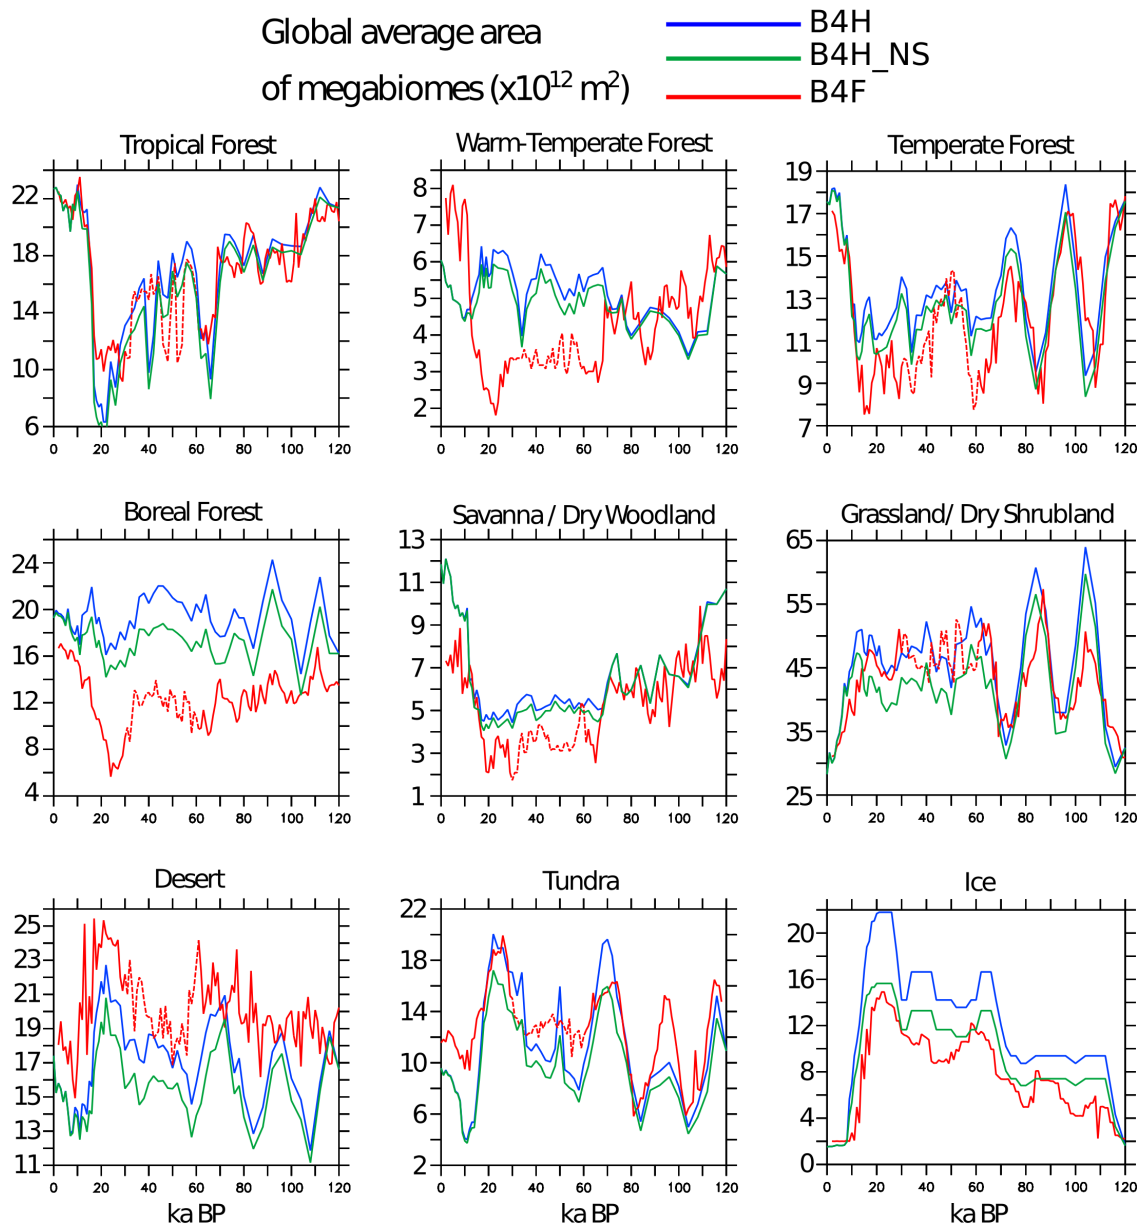 Global average area
of megabiomes (x10¹² m²)
B4H
B4H_NS
B4F
Tropical Forest
Warm-Temperate Forest
Temperate Forest
22
18
14
10
6
0 20 40 60 80 100 120
8
7
6
5
4
3
2
0 20 40 60 80 100 120
19
17
15
13
11
9
7
0 20 40 60 80 100 120
Boreal Forest
Savanna / Dry Woodland
Grassland/ Dry Shrubland
24
20
16
12
8
4
0 20 40 60 80 100 120
13
11
9
7
5
3
1
0 20 40 60 80 100 120
65
55
45
35
25
0 20 40 60 80 100 120
Desert
Tundra
Ice
25
23
21
19
17
15
13
11
0 20 40 60 80 100 120
ka BP
22
18
14
10
6
2
0 20 40 60 80 100 120
ka BP
20
16
12
8
4
0
0 20 40 60 80 100 120
ka BP